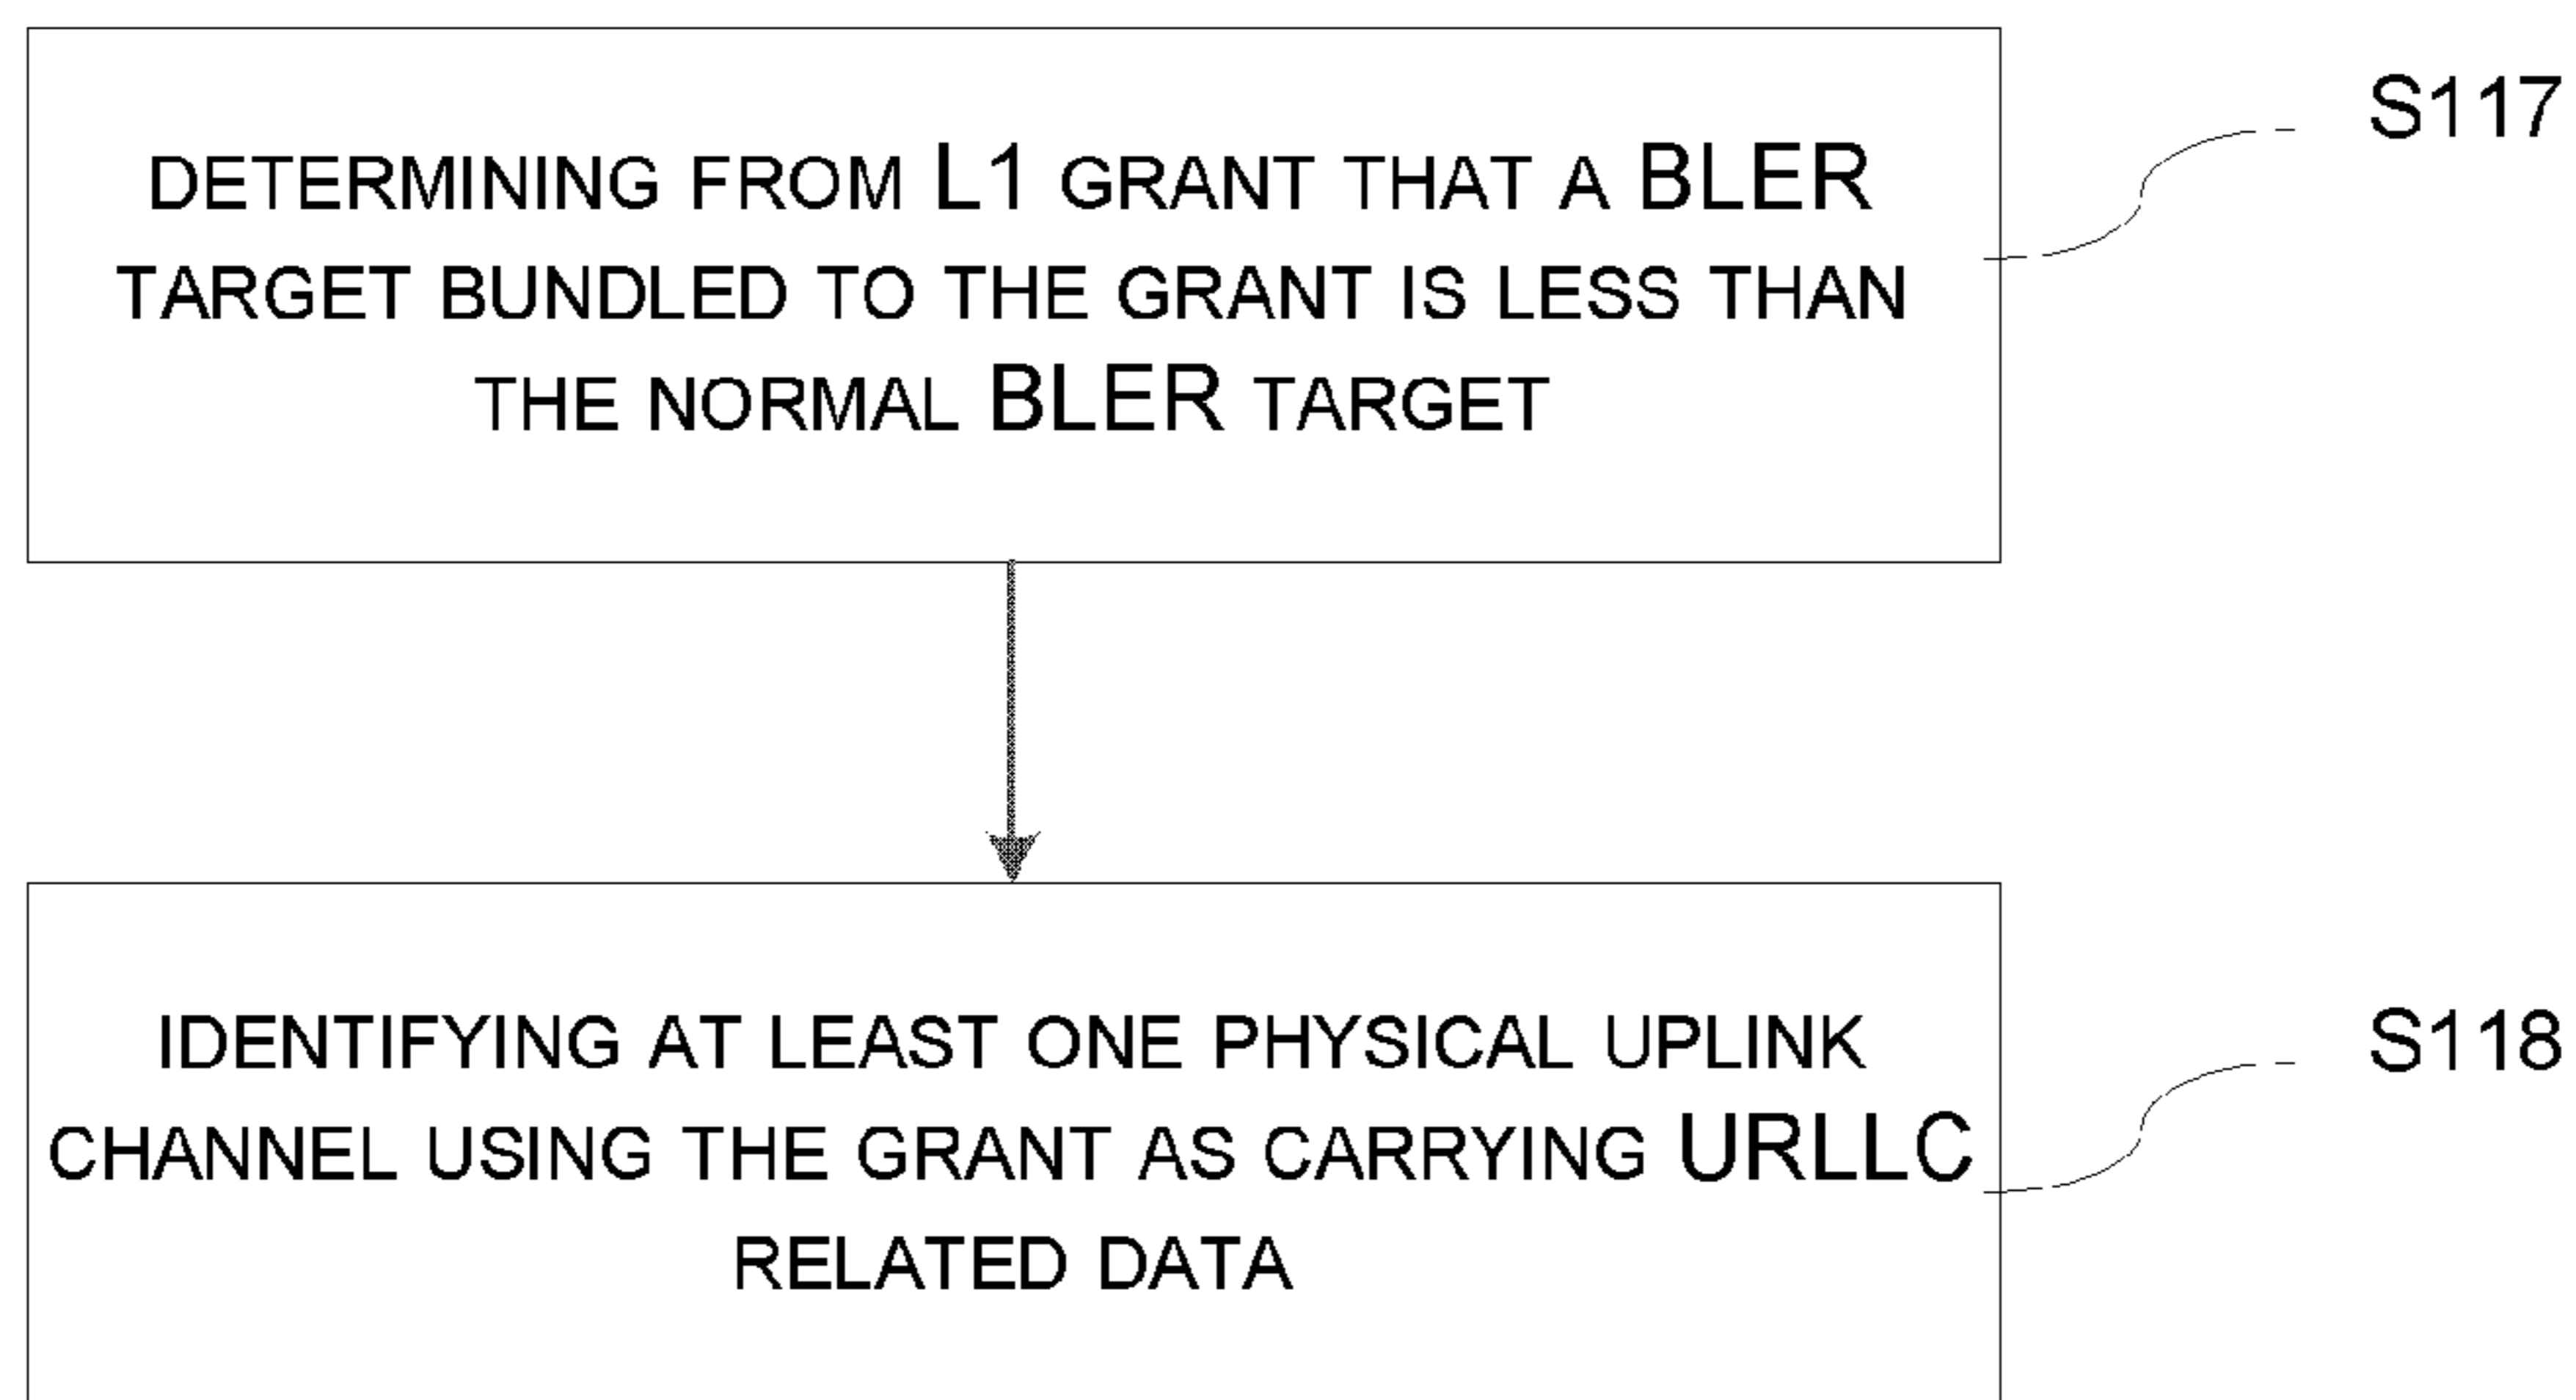 DETERMINING FROM L1 GRANT THAT A BLER
TARGET BUNDLED TO THE GRANT IS LESS THAN
THE NORMAL BLER TARGET
S117
IDENTIFYING AT LEAST ONE PHYSICAL UPLINK
CHANNEL USING THE GRANT AS CARRYING URLLC
RELATED DATA
S118